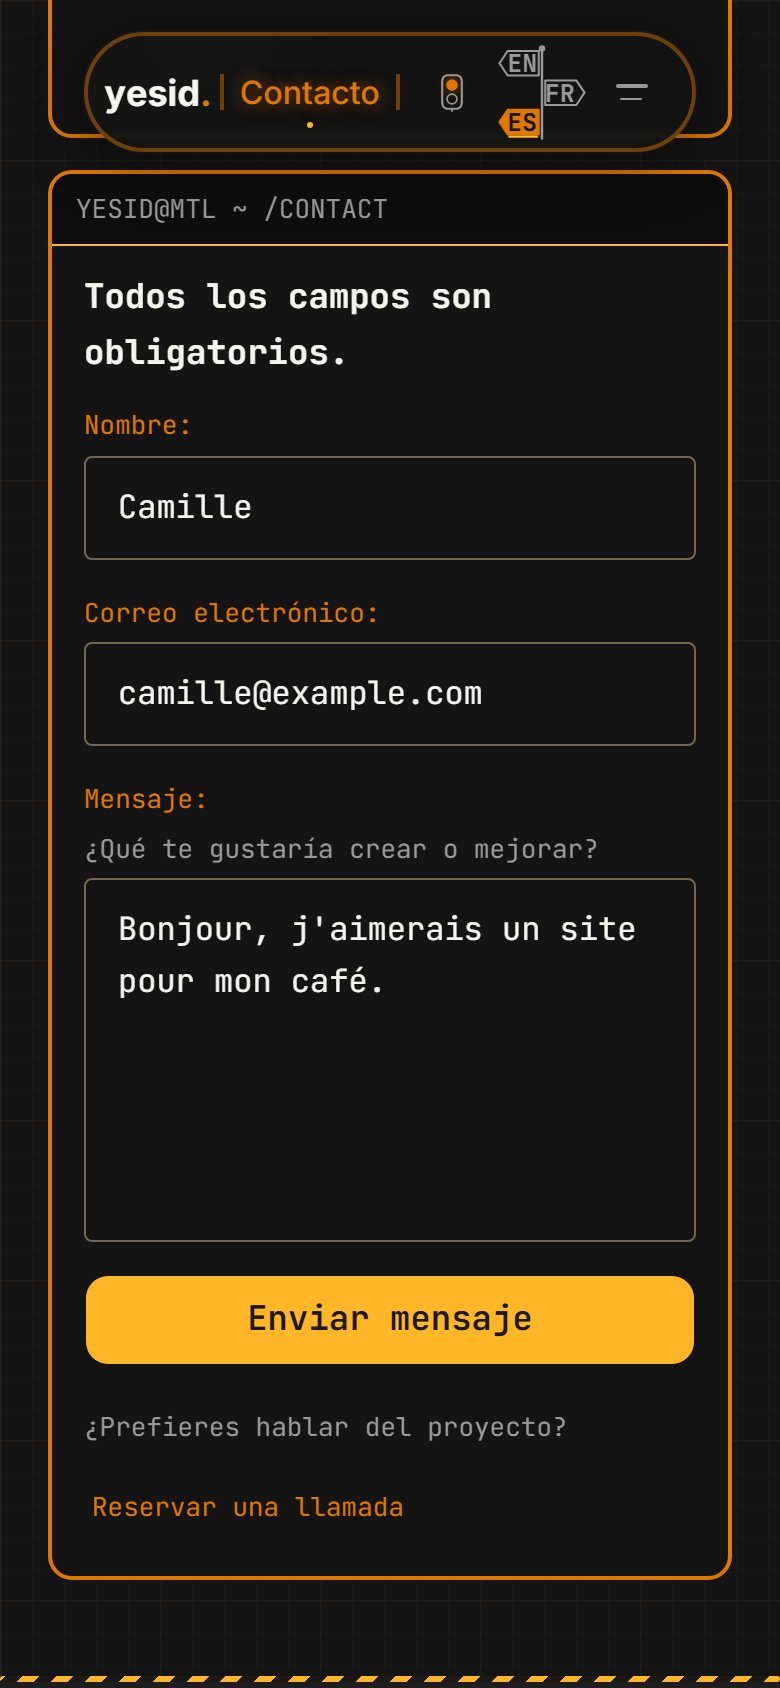 yesid.
Contacto
EN
FR
ES
YESID@MTL ~ /CONTACT
Todos los campos son
obligatorios.
Nombre:
Camille
Correo electrónico:
camille@example.com
Mensaje:
¿Qué te gustaría crear o mejorar?
Bonjour, j'aimerais un site
pour mon café.
Enviar mensaje
¿Prefieres hablar del proyecto?
Reservar una llamada